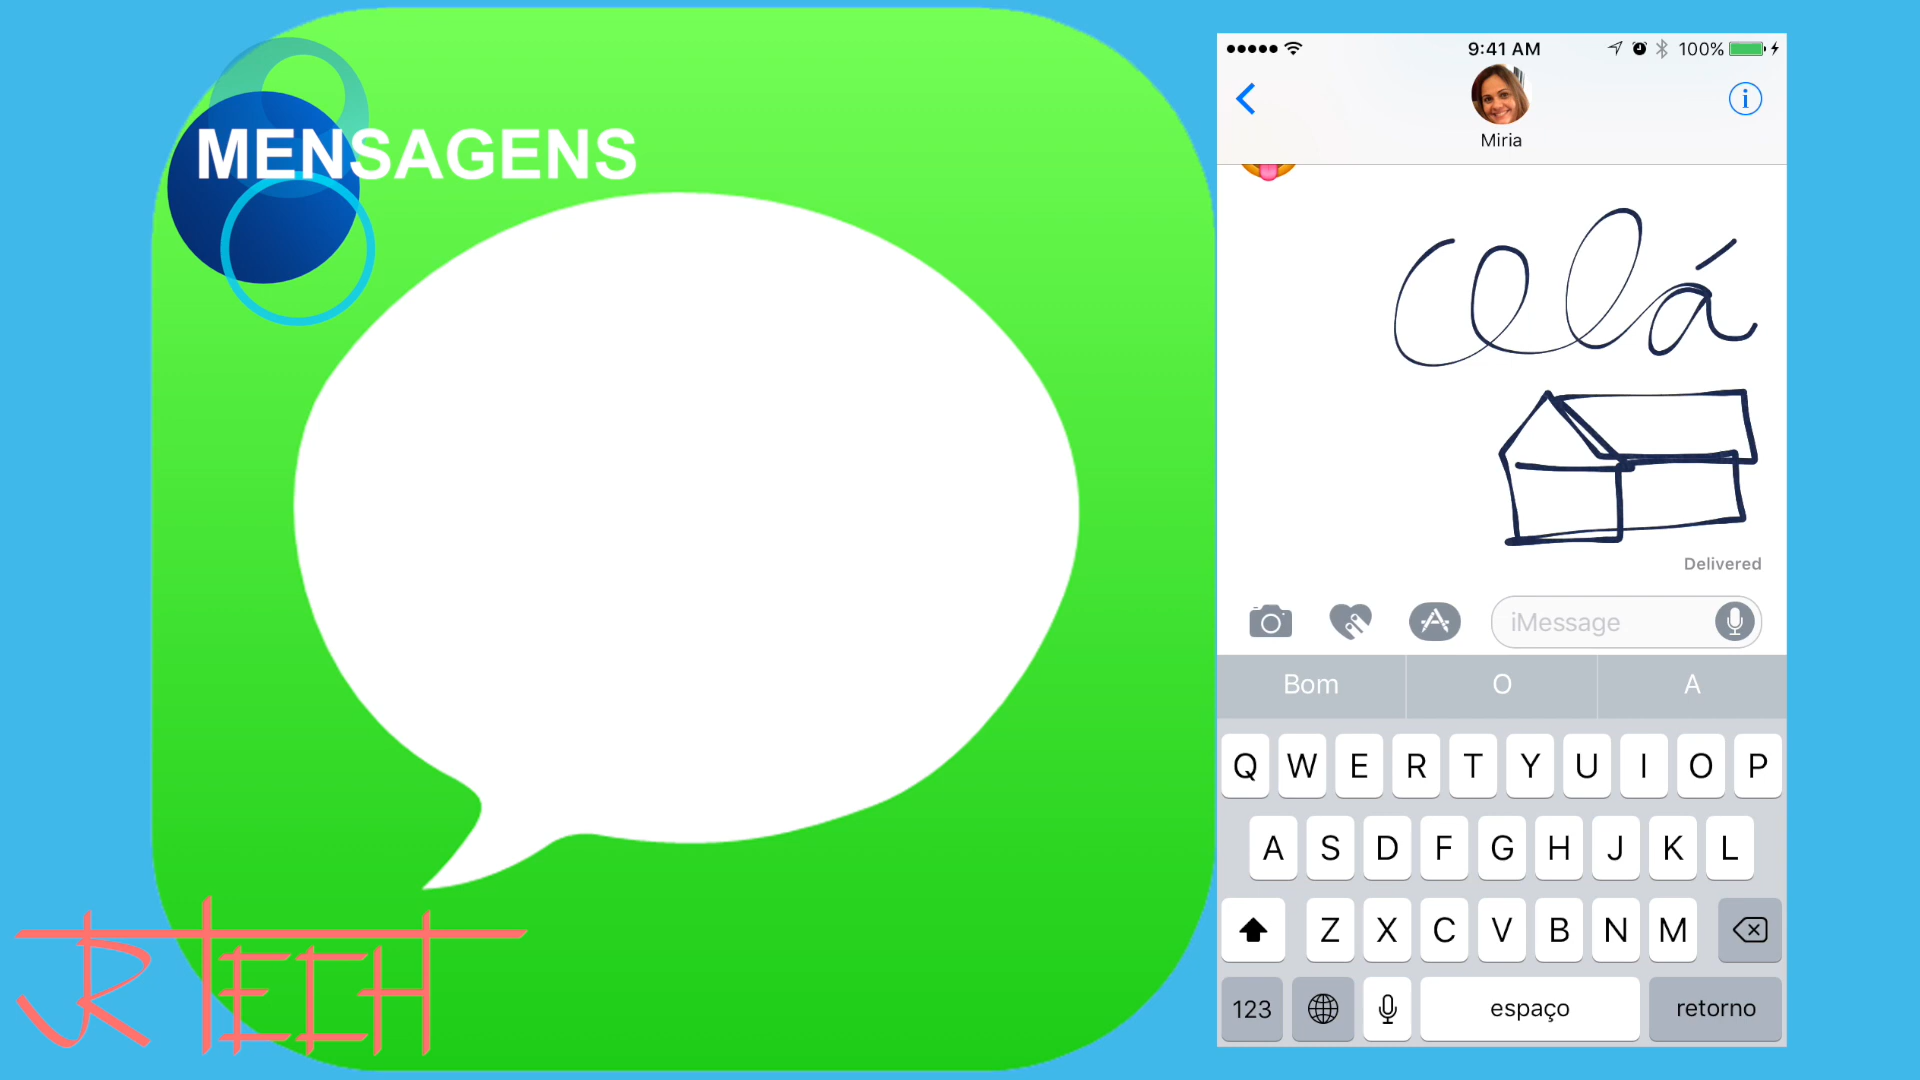 MENSAGENS
JR TECH
9:41 AM
100%
Miria
Olá
Delivered
iMessage
Bom O A
Q W E R T Y U I O P
A S D F G H J K L
Z X C V B N M
123 espaço retorno